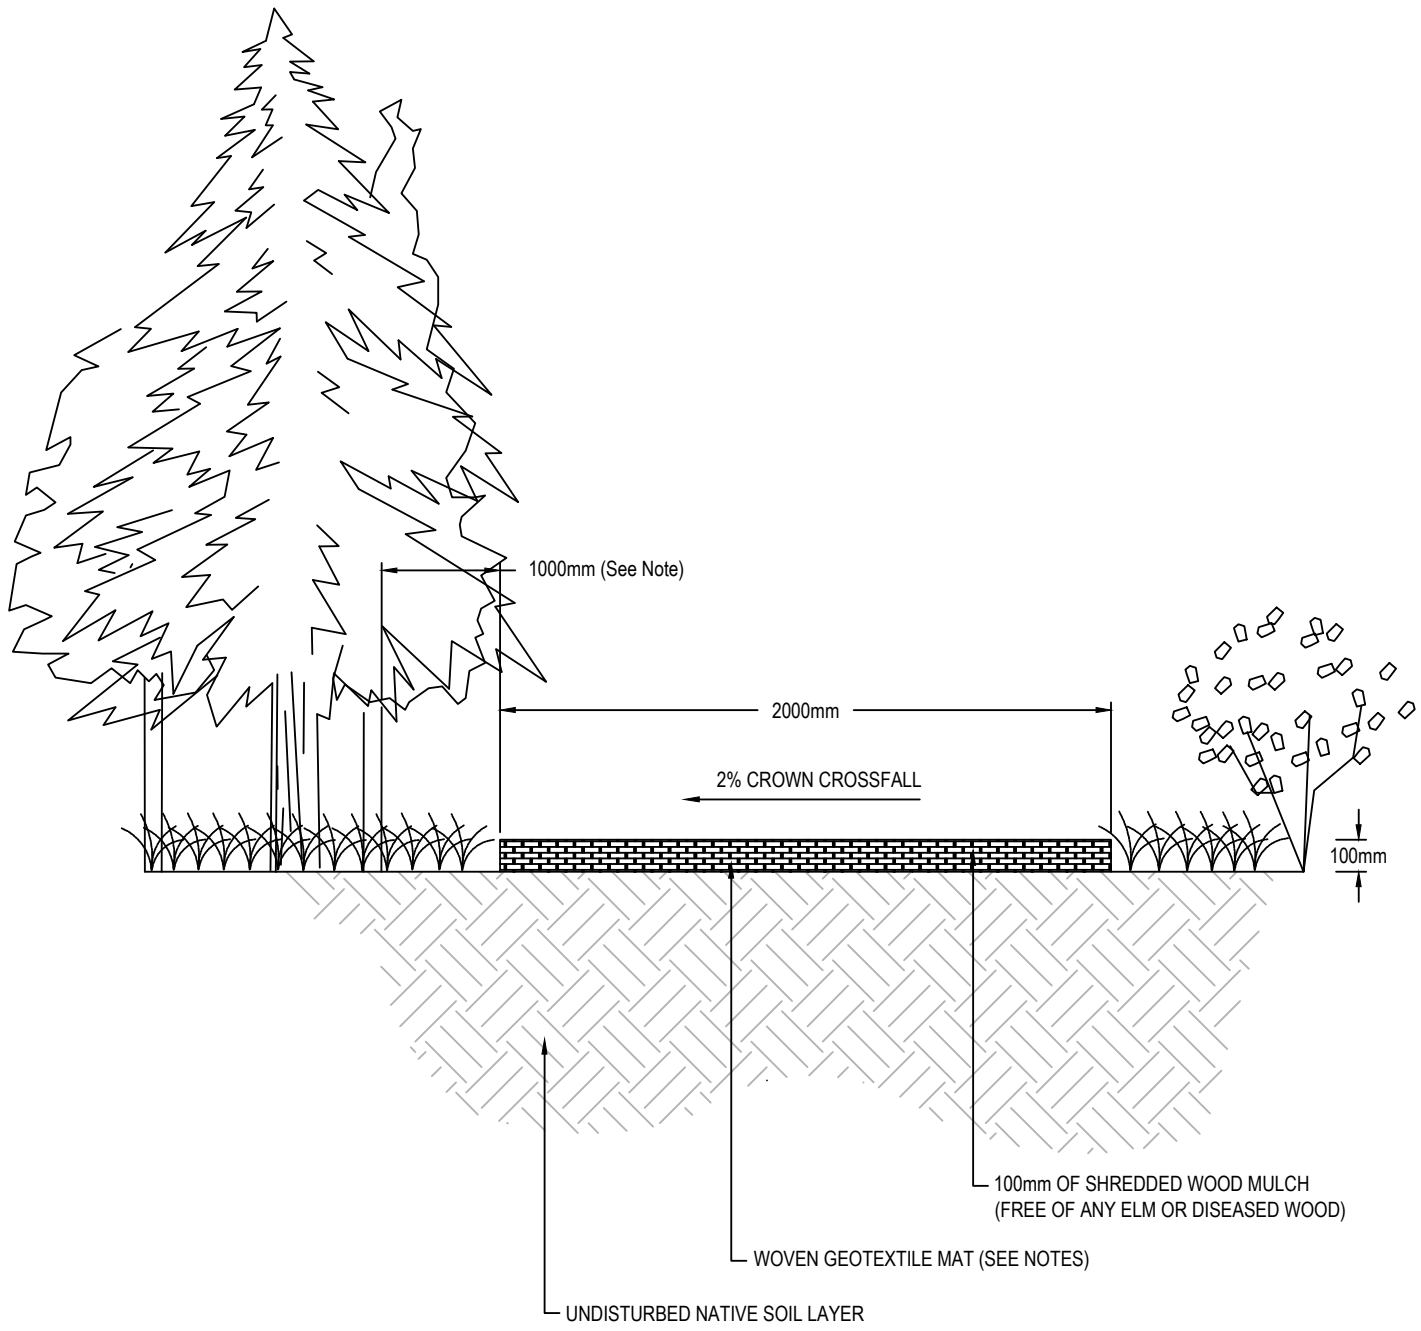 1000mm (See Note)
2000mm
2% CROWN CROSSFALL
100mm
100mm OF SHREDDED WOOD MULCH
(FREE OF ANY ELM OR DISEASED WOOD)
WOVEN GEOTEXTILE MAT (SEE NOTES)
UNDISTURBED NATIVE SOIL LAYER